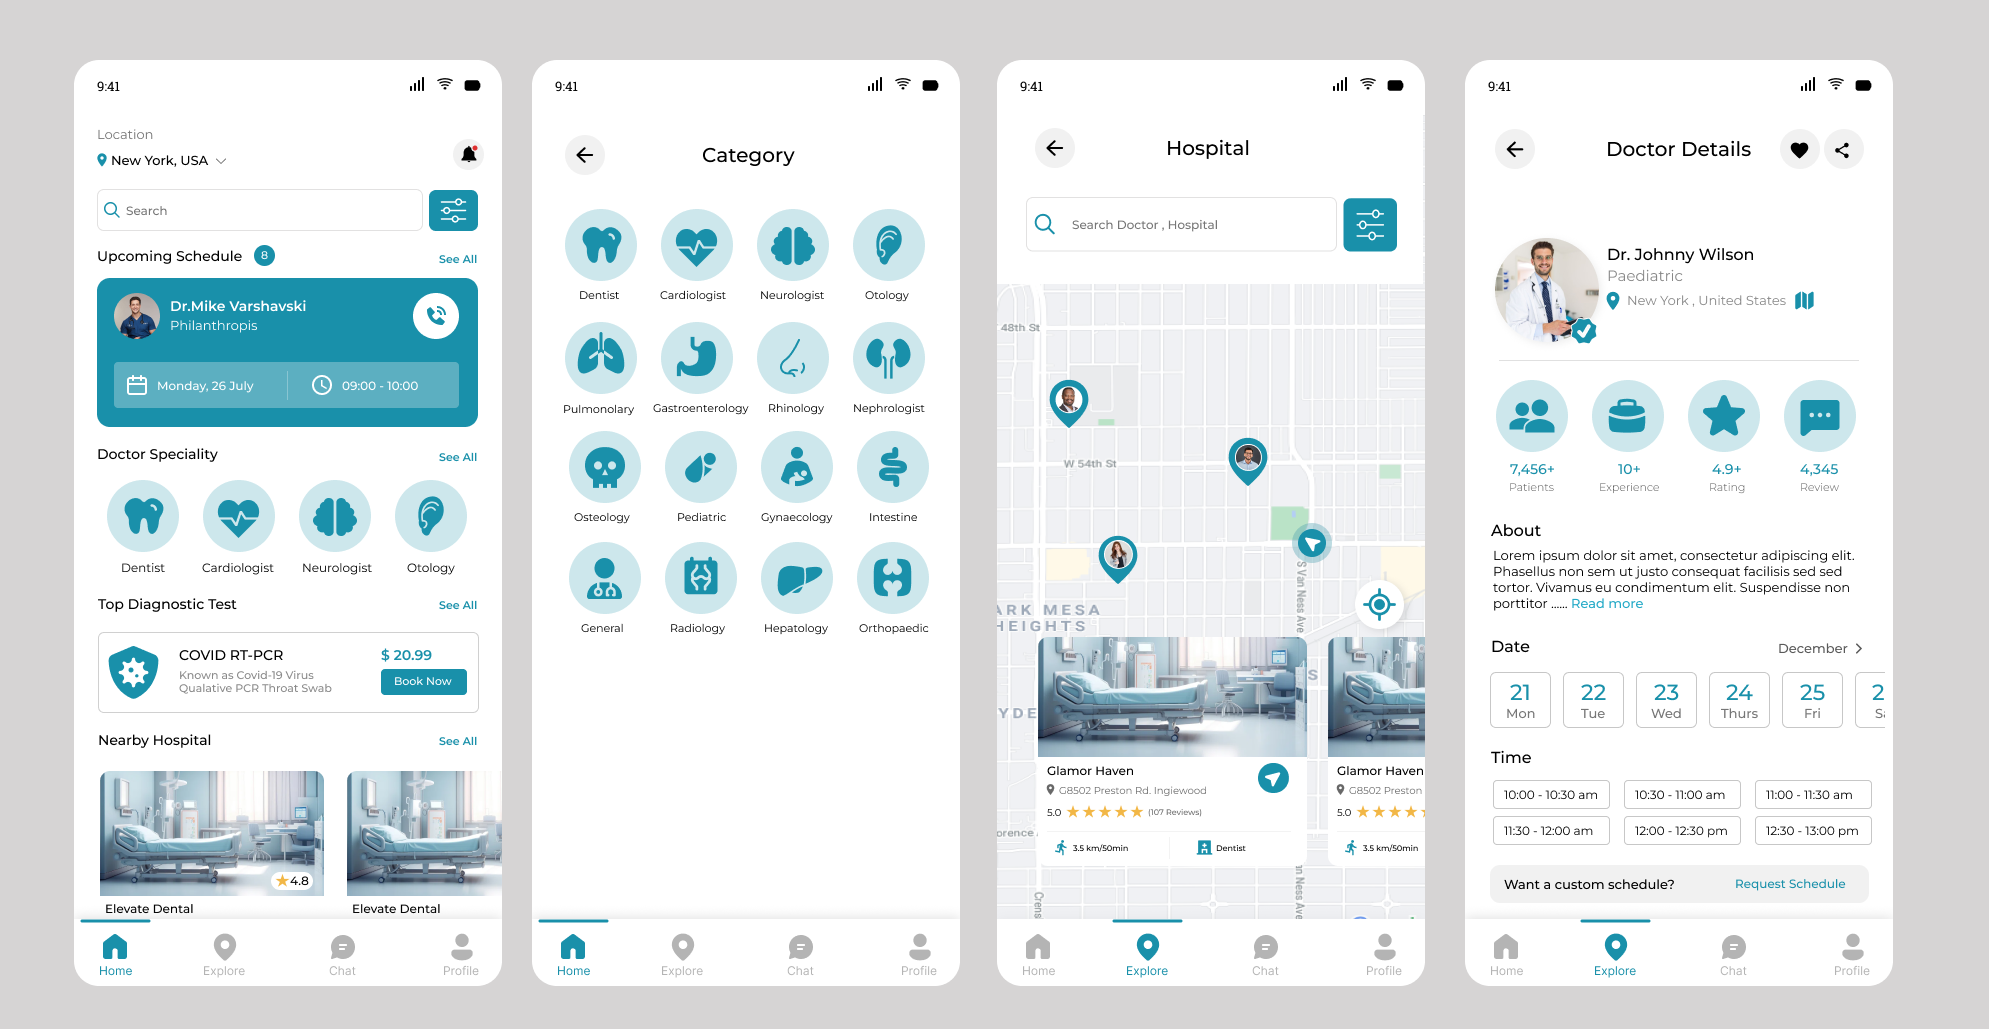 9:41
Location
New York, USA
Search
Upcoming Schedule 8 See All
Dr.Mike Varshavski
Philanthropis
Monday, 26 July 09:00 - 10:00
Doctor Speciality See All
Dentist Cardiologist Neurologist Otology
Top Diagnostic Test See All
COVID RT-PCR $ 20.99
Known as Covid-19 Virus
Qualative PCR Throat Swab
Book Now
Nearby Hospital See All
4.8
Elevate Dental Elevate Dental
Home Explore Chat Profile
9:41
Category
Dentist Cardiologist Neurologist Otology
Pulmonolary Gastroenterology Rhinology Nephrologist
Osteology Pediatric Gynaecology Intestine
General Radiology Hepatology Orthopaedic
Home Explore Chat Profile
9:41
Hospital
Search Doctor , Hospital
48th St
W 54th St
S Van Ness Ave
ARK MESA
HEIGHTS
YDE
S
Glamor Haven Glamor Haven
G8502 Preston Rd. Inglewood G8502 Preston
5.0 (107 Reviews) 5.0
orence
3.5 km/50min Dentist 3.5 km/50min
Crens
an Ness Ave
Home Explore Chat Profile
9:41
Doctor Details
Dr. Johnny Wilson
Paediatric
New York , United States
7,456+ 10+ 4.9+ 4,345
Patients Experience Rating Review
About
Lorem ipsum dolor sit amet, consectetur adipiscing elit.
Phasellus non sem ut justo consequat facilisis sed sed
tortor. Vivamus eu condimentum elit. Suspendisse non
porttitor ...... Read more
Date December
21 22 23 24 25 2
Mon Tue Wed Thurs Fri Sa
Time
10:00 - 10:30 am 10:30 - 11:00 am 11:00 - 11:30 am
11:30 - 12:00 am 12:00 - 12:30 pm 12:30 - 13:00 pm
Want a custom schedule? Request Schedule
Home Explore Chat Profile